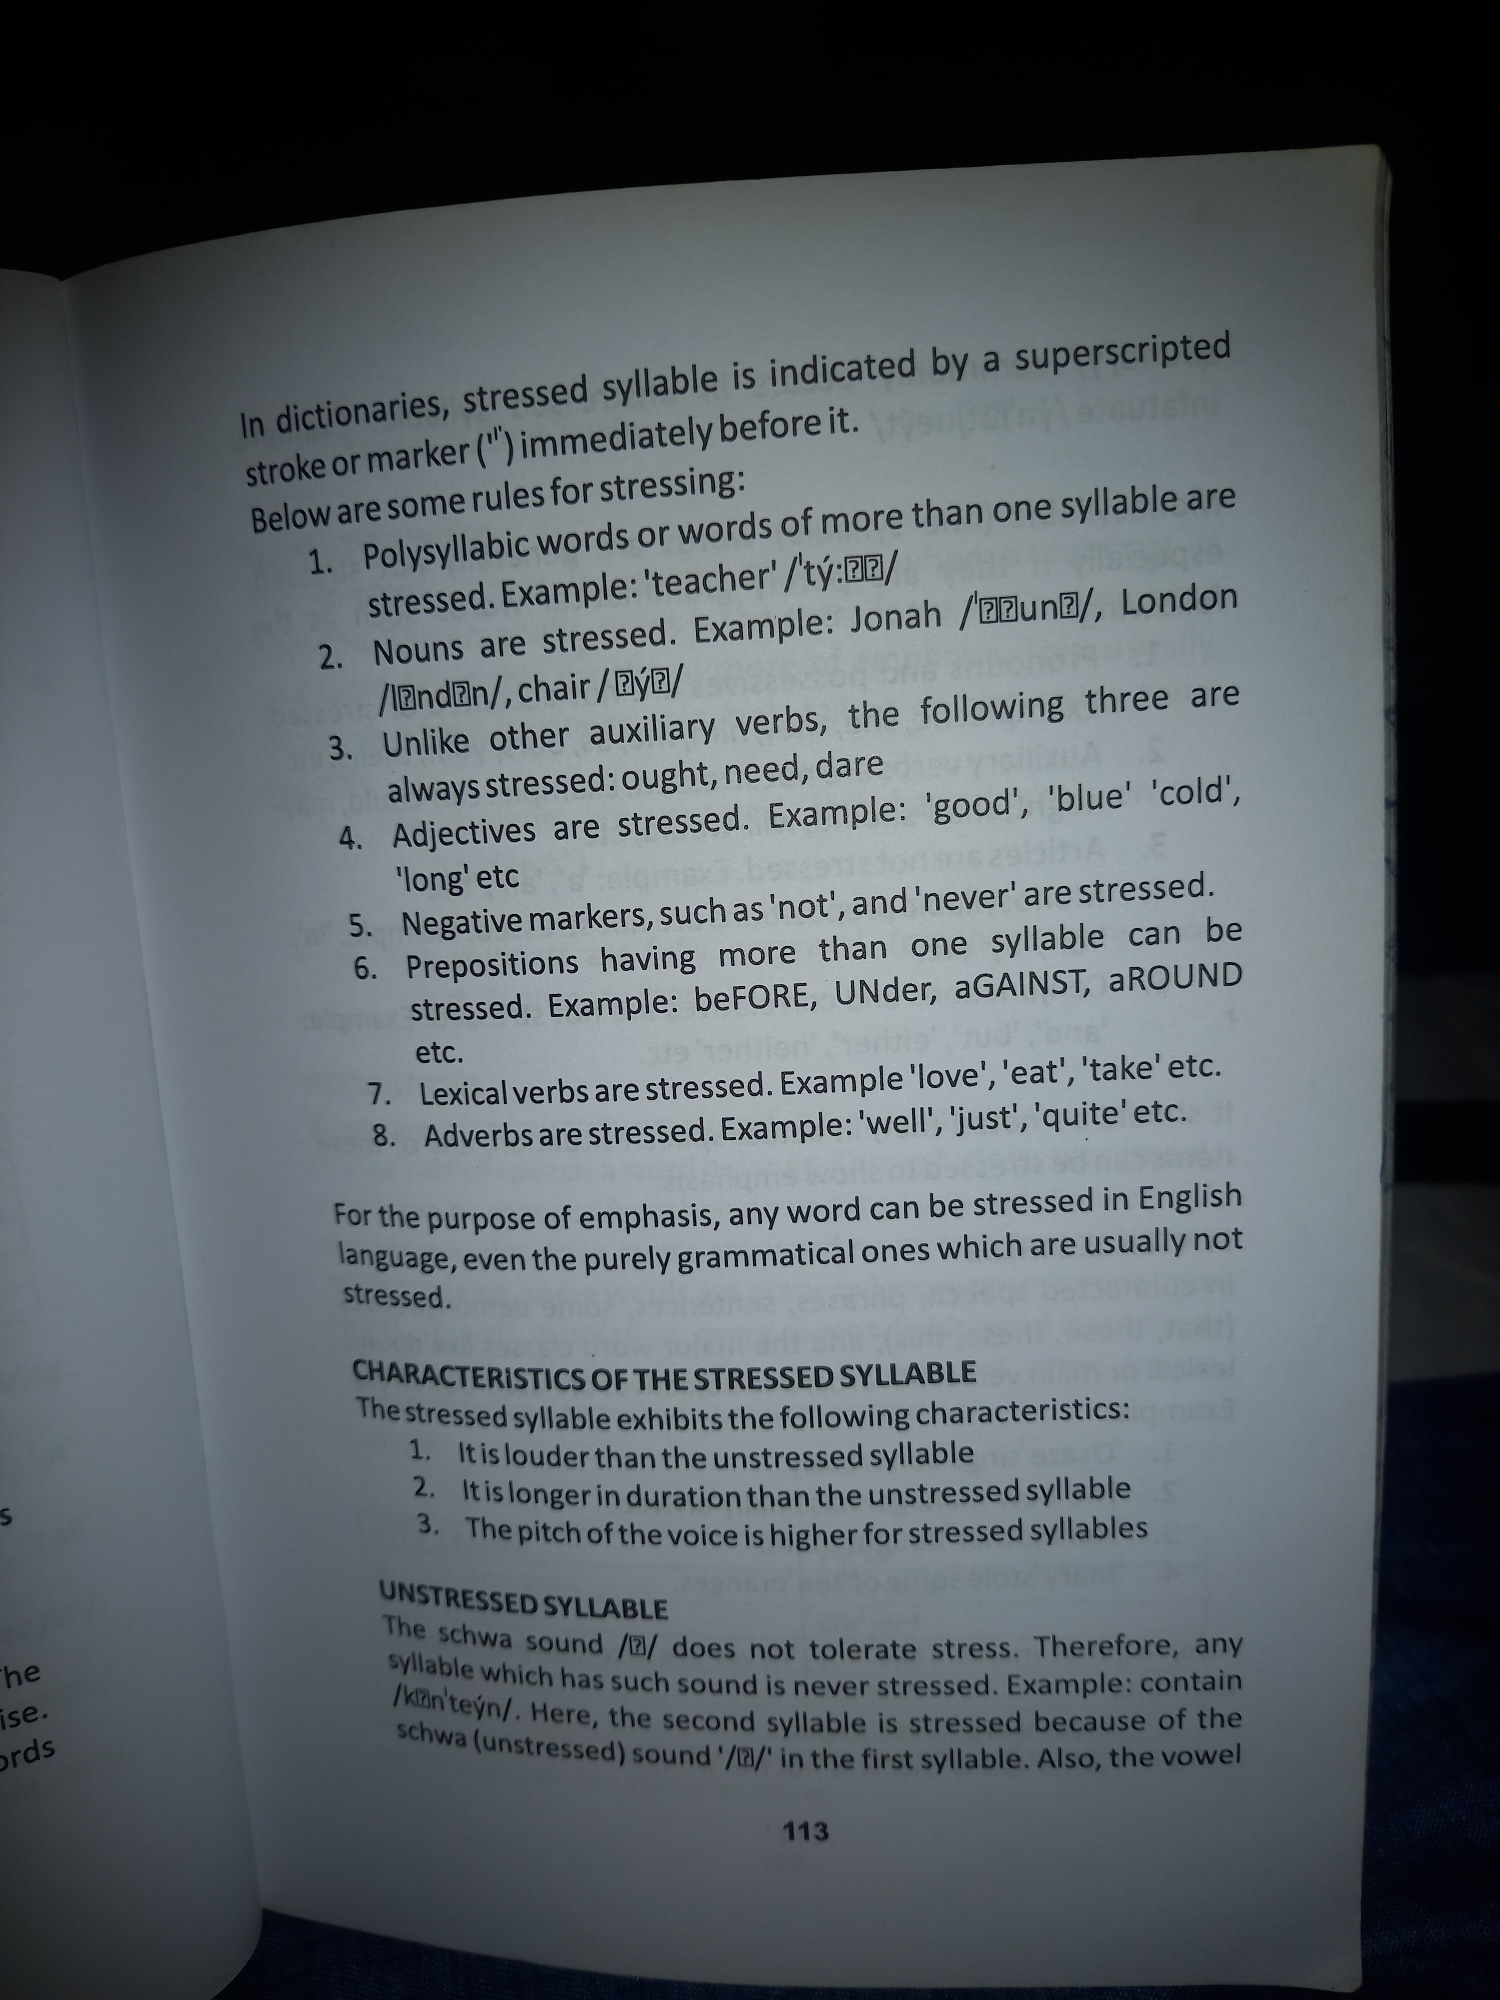 In dictionaries, stressed syllable is indicated by a superscripted
stroke or marker ("') immediately before it.
Below are some rules for stressing:
1. Polysyllabic words or words of more than one syllable are
stressed. Example: 'teacher' /'tý:⍰⍰/
2. Nouns are stressed. Example: Jonah /'⍰⍰un⍰/, London
/l⍰nd⍰n/, chair / ⍰ý⍰/
3. Unlike other auxiliary verbs, the following three are
always stressed: ought, need, dare
4. Adjectives are stressed. Example: 'good', 'blue' 'cold',
'long' etc
5. Negative markers, such as 'not', and 'never' are stressed.
6. Prepositions having more than one syllable can be
stressed. Example: beFORE, UNder, aGAINST, aROUND
etc.
7. Lexical verbs are stressed. Example 'love', 'eat', 'take' etc.
8. Adverbs are stressed. Example: 'well', 'just', 'quite' etc.
For the purpose of emphasis, any word can be stressed in English
language, even the purely grammatical ones which are usually not
stressed.
CHARACTERISTICS OF THE STRESSED SYLLABLE
The stressed syllable exhibits the following characteristics:
1. It is louder than the unstressed syllable
2. It is longer in duration than the unstressed syllable
3. The pitch of the voice is higher for stressed syllables
UNSTRESSED SYLLABLE
The schwa sound /⍰/ does not tolerate stress. Therefore, any
syllable which has such sound is never stressed. Example: contain
/k⍰n'teýn/. Here, the second syllable is stressed because of the
schwa (unstressed) sound '/⍰/' in the first syllable. Also, the vowel
113